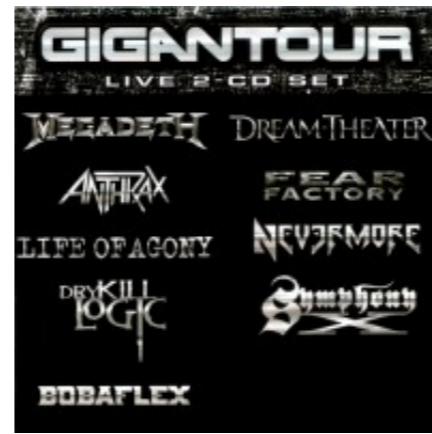 GIGANTOUR
LIVE 2-CD SET
MEGADETH
DREAM THEATER
ANTHRAX
FEAR
FACTORY
LIFE OF AGONY
NEVERMORE
DRY KILL
LOGIC
Symphony
X
BOBAFLEX